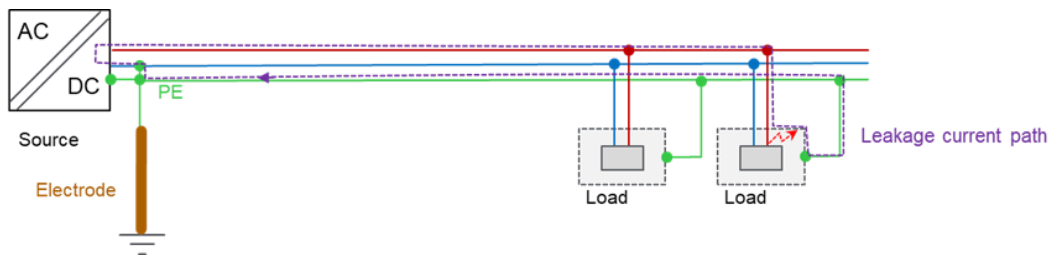 AC
DC
PE
Source
Electrode
Load
Load
Leakage current path